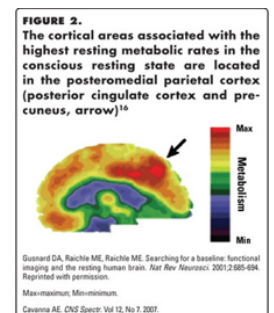 FIGURE 2.
The cortical areas associated with the
highest resting metabolic rates in the
conscious resting state are located
in the posteromedial parietal cortex
(posterior cingulate cortex and pre-
cuneus, arrow)16
Max
Metabolism
Min
Gusnard DA, Raichle ME, Raichle ME. Searching for a baseline: functional
imaging and the resting human brain. Nat Rev Neurosci. 2001;2:685-694.
Reprinted with permission.
Max=maximun; Min=minimum.
Cavanna AE. CNS Spectr. Vol 12, No 7. 2007.